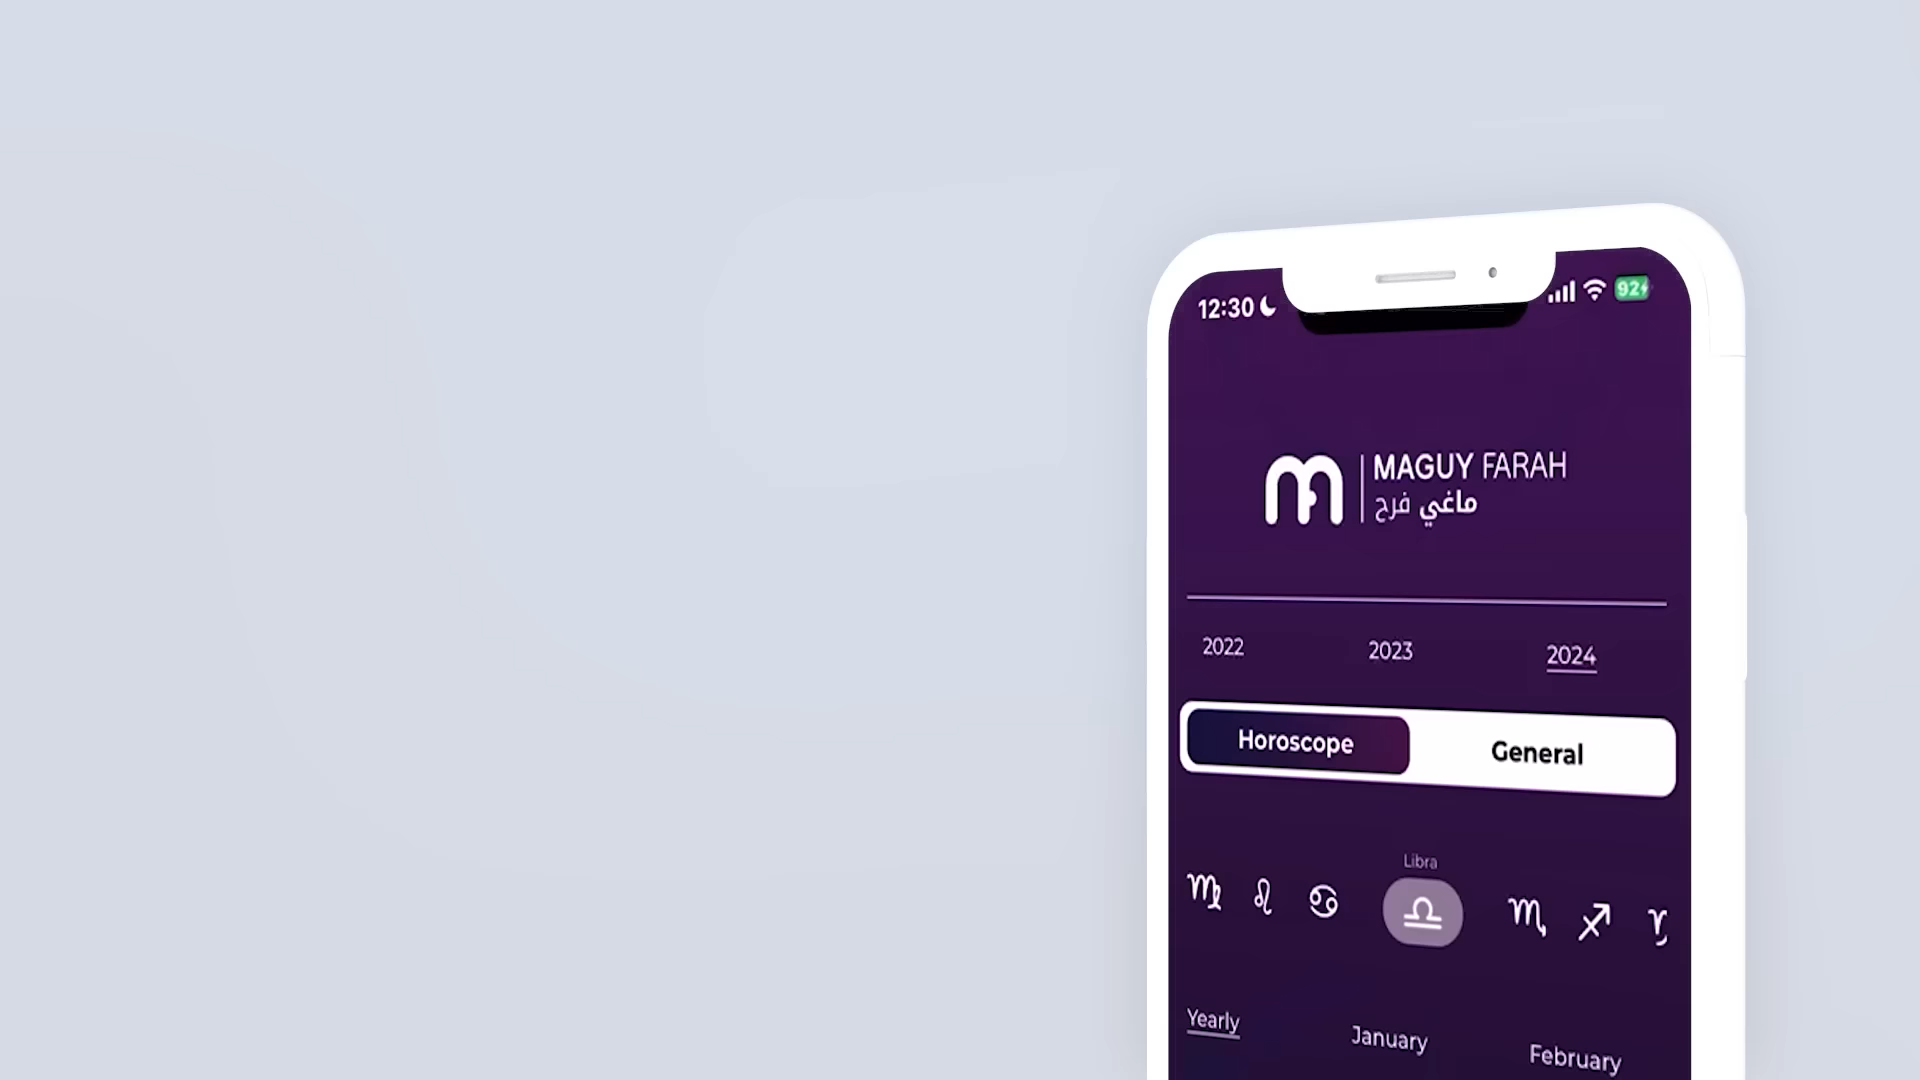 12:30
92
MAGUY FARAH
ماغي فرح
2022 2023 2024
Horoscope General
Libra
Yearly January February